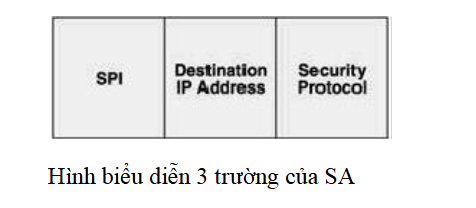 SPI
Destination
IP Address
Security
Protocol
Hình biểu diễn 3 trường của SA